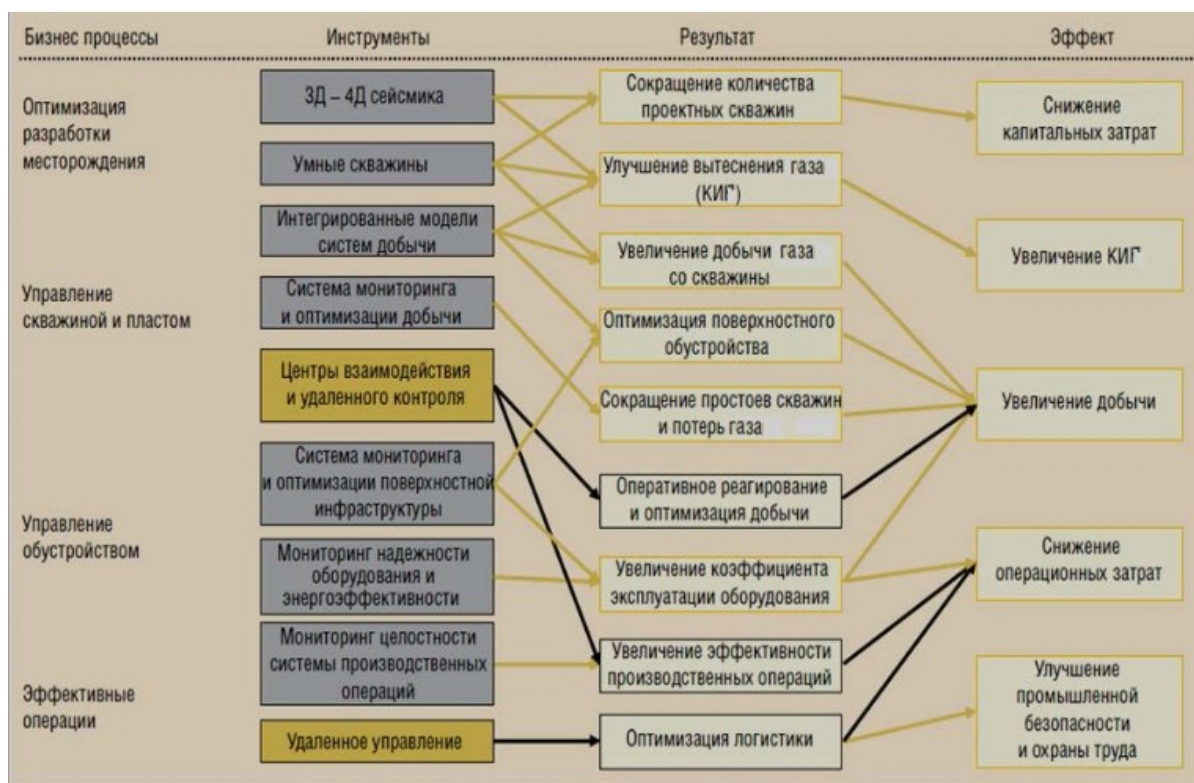 Бизнес процессы
Инструменты
Результат
Эффект
Оптимизация
разработки
месторождения
Управление
скважиной и пластом
Управление
обустройством
Эффективные
операции
3Д – 4Д сейсмика
Умные скважины
Интегрированные модели
систем добычи
Система мониторинга
и оптимизации добычи
Центры взаимодействия
и удаленного контроля
Система мониторинга
и оптимизации поверхностной
инфраструктуры
Мониторинг надежности
оборудования и
энергоэффективности
Мониторинг целостности
системы производственных
операций
Удаленное управление
Сокращение количества
проектных скважин
Улучшение вытеснения газа
(КИГ)
Увеличение добычи газа
со скважины
Оптимизация поверхностного
обустройства
Сокращение простоев скважин
и потерь газа
Оперативное реагирование
и оптимизация добычи
Увеличение коэффициента
эксплуатации оборудования
Увеличение эффективности
производственных операций
Оптимизация логистики
Снижение
капитальных затрат
Увеличение КИГ
Увеличение добычи
Снижение
операционных затрат
Улучшение
промышленной
безопасности
и охраны труда